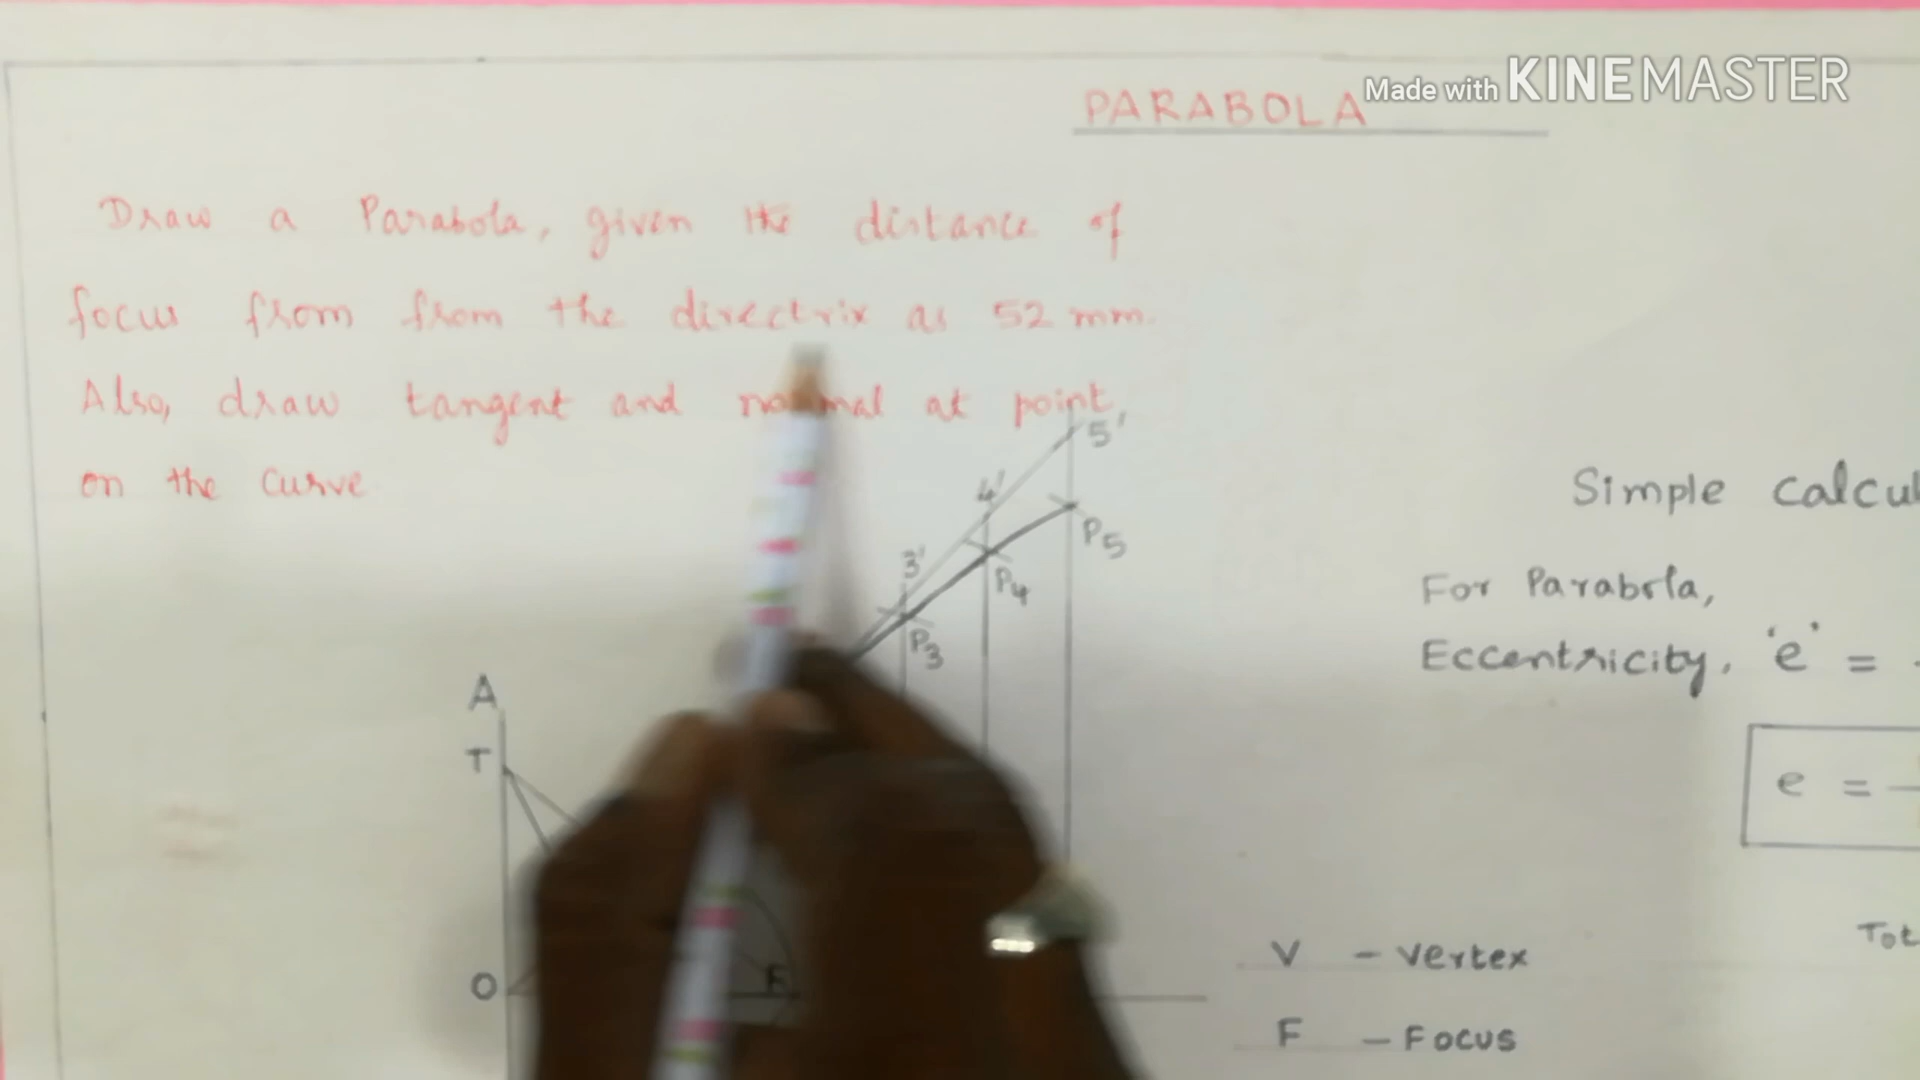 PARABOLA
Made with KINEMASTER
Draw a Parabola, given the distance of
focus from from the directrix as 52 mm.
Also, draw tangent and normal at point,
on the curve
5'
4'
P5
3'
P4
P3
A
T
O
F
Simple calcul
For Parabola,
Eccentricity, 'e' =
e =
Tot
V - Vertex
F - Focus